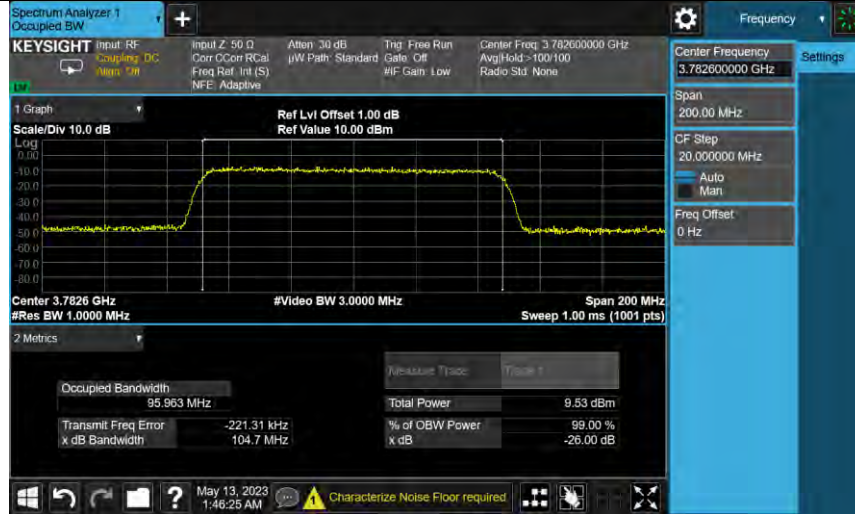 Spectrum Analyzer 1
Occupied BW
+
Frequency
KEYSIGHT
Input: RF
Coupling: DC
Align: Off
Input Z: 50 Ω
Corr CCorr RCal
Freq Ref: Int (S)
NFE: Adaptive
Atten: 30 dB
µW Path: Standard
Trig: Free Run
Gate: Off
#IF Gain: Low
Center Freq: 3.782600000 GHz
Avg|Hold:>100/100
Radio Std: None
Center Frequency
3.782600000 GHz
Settings
Span
200.00 MHz
CF Step
20.000000 MHz
Auto
Man
Freq Offset
0 Hz
1 Graph
Scale/Div 10.0 dB
Ref Lvl Offset 1.00 dB
Ref Value 10.00 dBm
Log
0.00
-10.0
-20.0
-30.0
-40.0
-50.0
-60.0
-70.0
-80.0
Center 3.7826 GHz
#Res BW 1.0000 MHz
#Video BW 3.0000 MHz
Span 200 MHz
Sweep 1.00 ms (1001 pts)
2 Metrics
Measure Trace
Trace 1
Occupied Bandwidth
95.963 MHz
Total Power 9.53 dBm
Transmit Freq Error -221.31 kHz
% of OBW Power 99.00 %
x dB Bandwidth 104.7 MHz
x dB -26.00 dB
?
May 13, 2023
1:46:25 AM
Characterize Noise Floor required